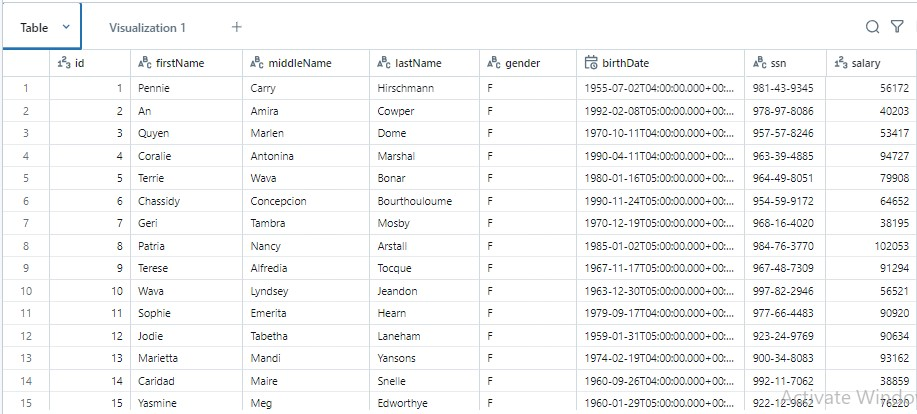 Table Visualization 1 +
123 id ABC firstName ABC middleName ABC lastName ABC gender birthDate ABC ssn 123 salary
1 1 Pennie Carry Hirschmann F 1955-07-02T04:00:00.000+00:... 981-43-9345 56172
2 2 An Amira Cowper F 1992-02-08T05:00:00.000+00:... 978-97-8086 40203
3 3 Quyen Marlen Dome F 1970-10-11T04:00:00.000+00:... 957-57-8246 53417
4 4 Coralie Antonina Marshal F 1990-04-11T04:00:00.000+00:... 963-39-4885 94727
5 5 Terrie Wava Bonar F 1980-01-16T05:00:00.000+00:... 964-49-8051 79908
6 6 Chassidy Concepcion Bourthouloume F 1990-11-24T05:00:00.000+00:... 954-59-9172 64652
7 7 Geri Tambra Mosby F 1970-12-19T05:00:00.000+00:... 968-16-4020 38195
8 8 Patria Nancy Arstall F 1985-01-02T05:00:00.000+00:... 984-76-3770 102053
9 9 Terese Alfredia Tocque F 1967-11-17T05:00:00.000+00:... 967-48-7309 91294
10 10 Wava Lyndsey Jeandon F 1963-12-30T05:00:00.000+00:... 997-82-2946 56521
11 11 Sophie Emerita Hearn F 1979-09-17T04:00:00.000+00:... 977-66-4483 90920
12 12 Jodie Tabetha Laneham F 1959-01-31T05:00:00.000+00:... 923-24-9769 90634
13 13 Marietta Mandi Yansons F 1974-02-19T04:00:00.000+00:... 900-34-8083 93162
14 14 Caridad Maire Snelle F 1960-09-26T04:00:00.000+00:... 992-11-7062 38859
15 15 Yasmine Meg Edworthye F 1960-01-29T05:00:00.000+00:... 922-12-9862 76220
Activate Windo